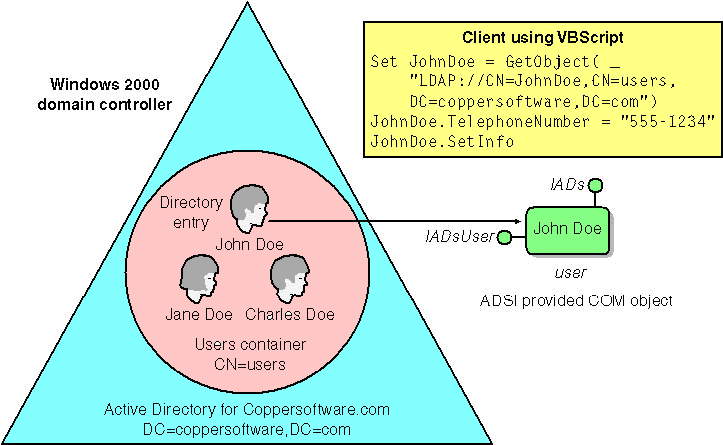 Client using VBScript
Set JohnDoe = GetObject( _
"LDAP://CN=JohnDoe,CN=users,
DC=coppersoftware,DC=com")
JohnDoe.TelephoneNumber = "555-1234"
JohnDoe.SetInfo
Windows 2000
domain controller
Directory
entry
John Doe
Jane Doe
Charles Doe
Users container
CN=users
Active Directory for Coppersoftware.com
DC=coppersoftware,DC=com
IADs
IADsUser
John Doe
user
ADSI provided COM object